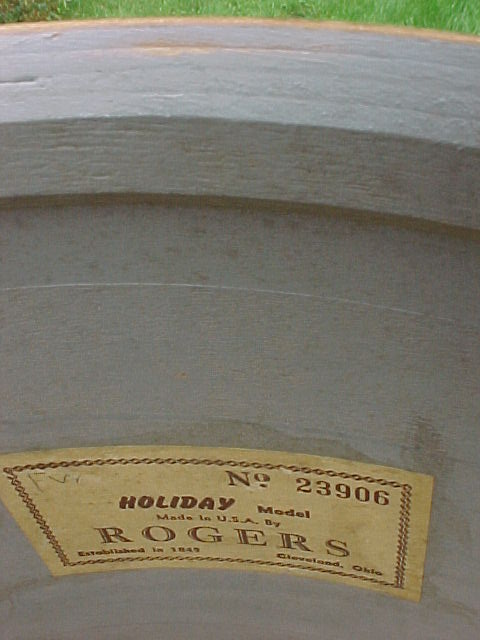 Nº 23906
HOLIDAY Model
Made in U.S.A. By
ROGERS
Established in 1849 Cleveland, Ohio